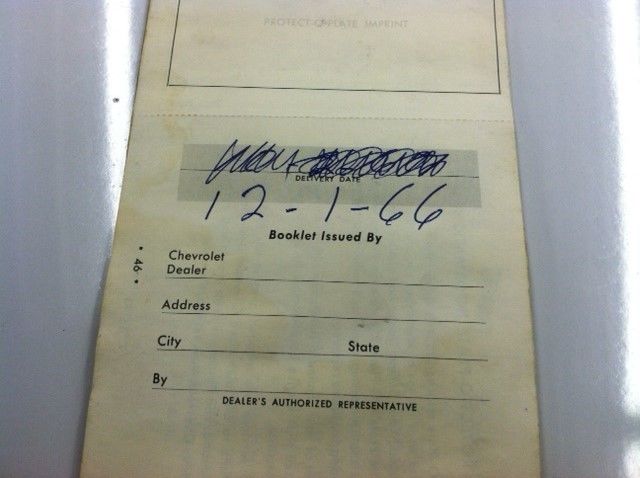 PROTECT-O-PLATE IMPRINT
DELIVERY DATE
12-1-66
Booklet Issued By
Chevrolet
Dealer
Address
City State
By
DEALER'S AUTHORIZED REPRESENTATIVE
• 46 •